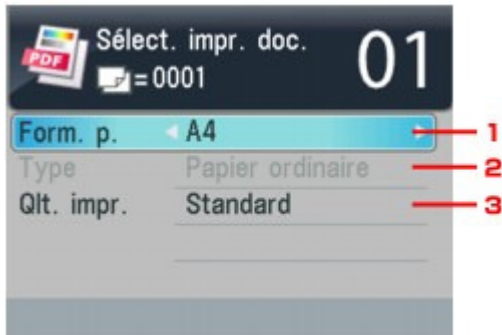 PDF
Sélect. impr. doc.
=0001
01
Form. p. A4 1
Type Papier ordinaire 2
Qlt. impr. Standard 3